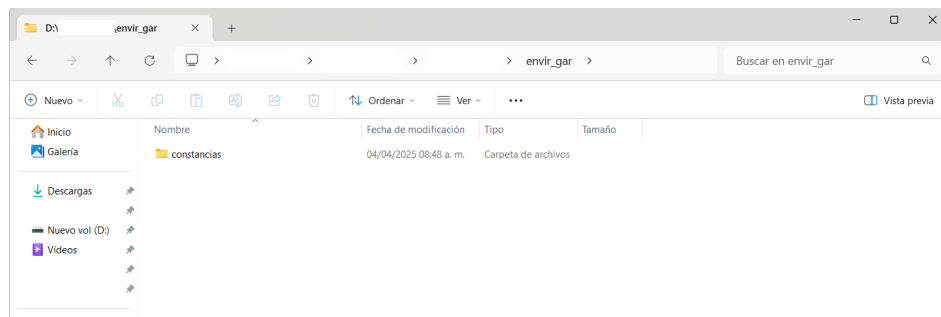 D:\ \envir_gar
envir_gar
Buscar en envir_gar
Nuevo
Ordenar
Ver
Vista previa
Inicio
Galería
Descargas
Nuevo vol (D:)
Vídeos
Nombre Fecha de modificación Tipo Tamaño
constancias 04/04/2025 08:48 a. m. Carpeta de archivos